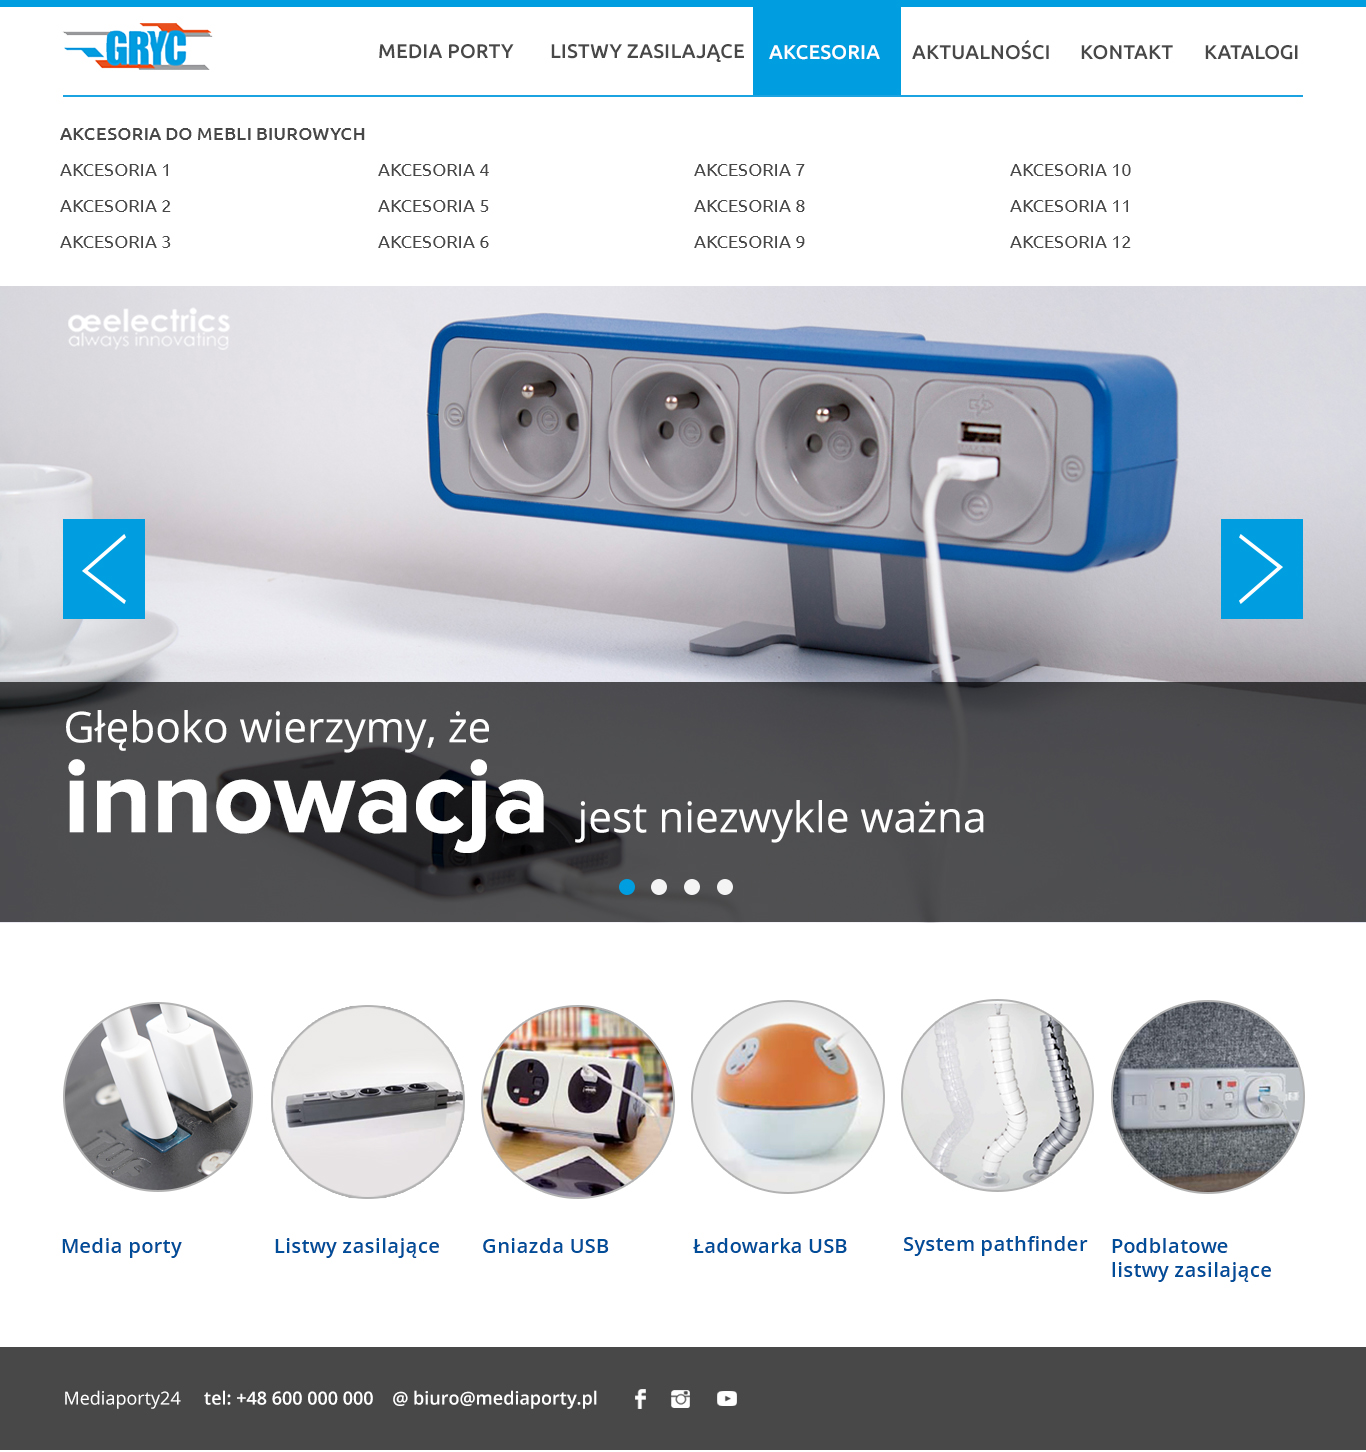 GRYC
MEDIA PORTY
LISTWY ZASILAJĄCE
AKCESORIA
AKTUALNOŚCI
KONTAKT
KATALOGI
AKCESORIA DO MEBLI BIUROWYCH
AKCESORIA 1
AKCESORIA 4
AKCESORIA 7
AKCESORIA 10
AKCESORIA 2
AKCESORIA 5
AKCESORIA 8
AKCESORIA 11
AKCESORIA 3
AKCESORIA 6
AKCESORIA 9
AKCESORIA 12
oeelectrics
always innovating
Głęboko wierzymy, że
innowacja jest niezwykle ważna
Media porty
Listwy zasilające
Gniazda USB
Ładowarka USB
System pathfinder
Podblatowe
listwy zasilające
Mediaporty24
tel: +48 600 000 000
@ biuro@mediaporty.pl